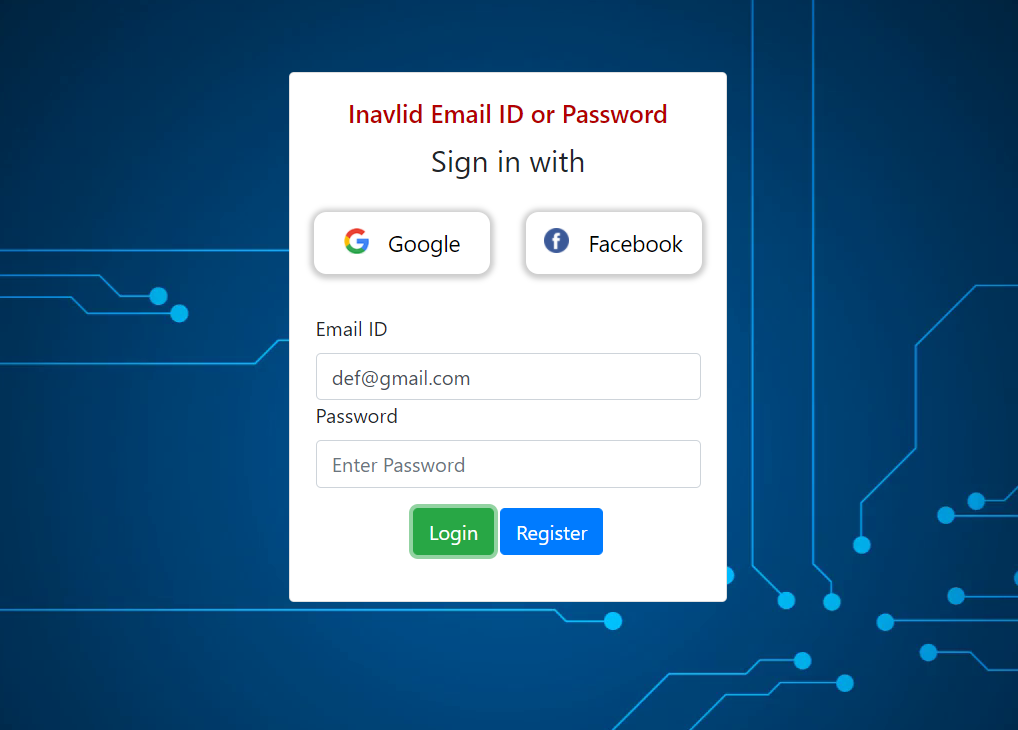 Inavlid Email ID or Password
Sign in with
Google
Facebook
Email ID
def@gmail.com
Password
Enter Password
Login
Register